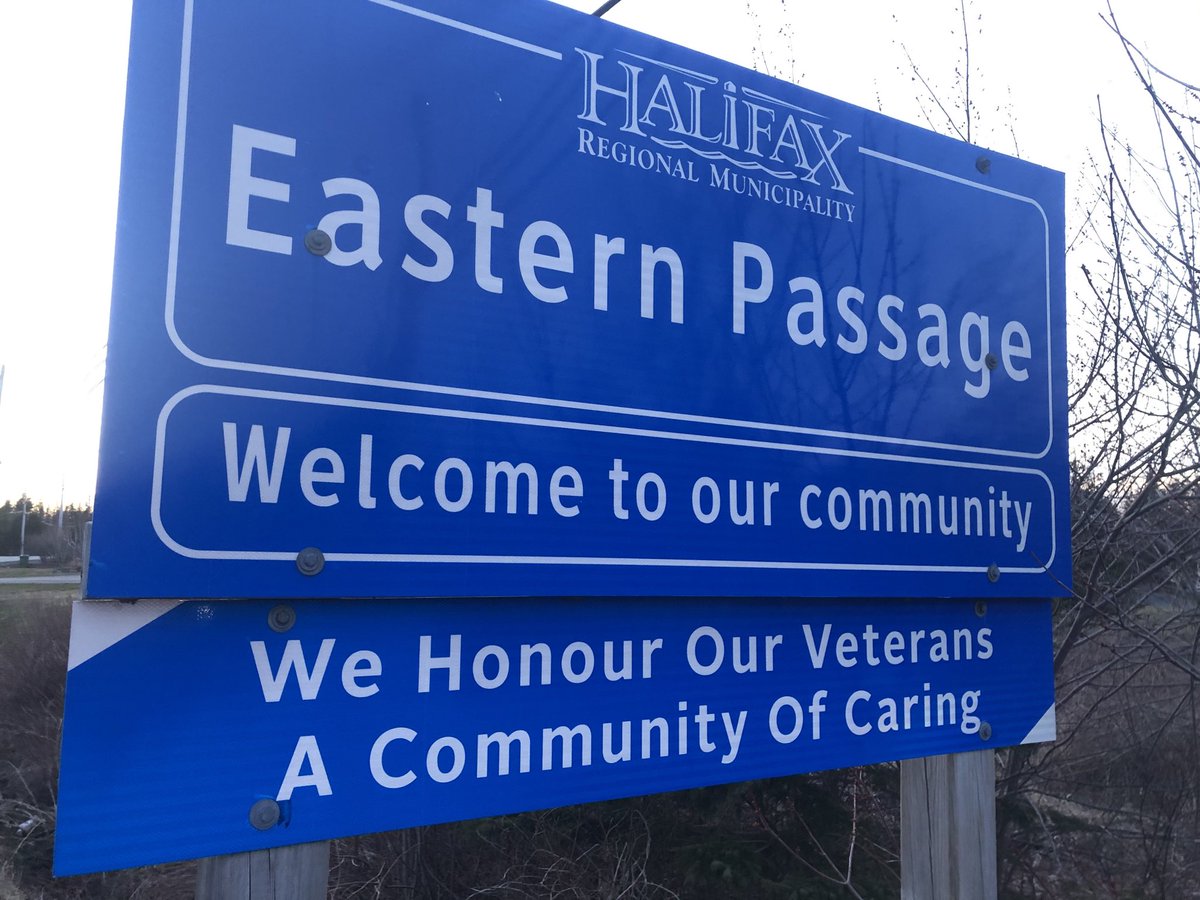 HALIFAX
REGIONAL MUNICIPALITY
Eastern Passage
Welcome to our community
We Honour Our Veterans
A Community Of Caring